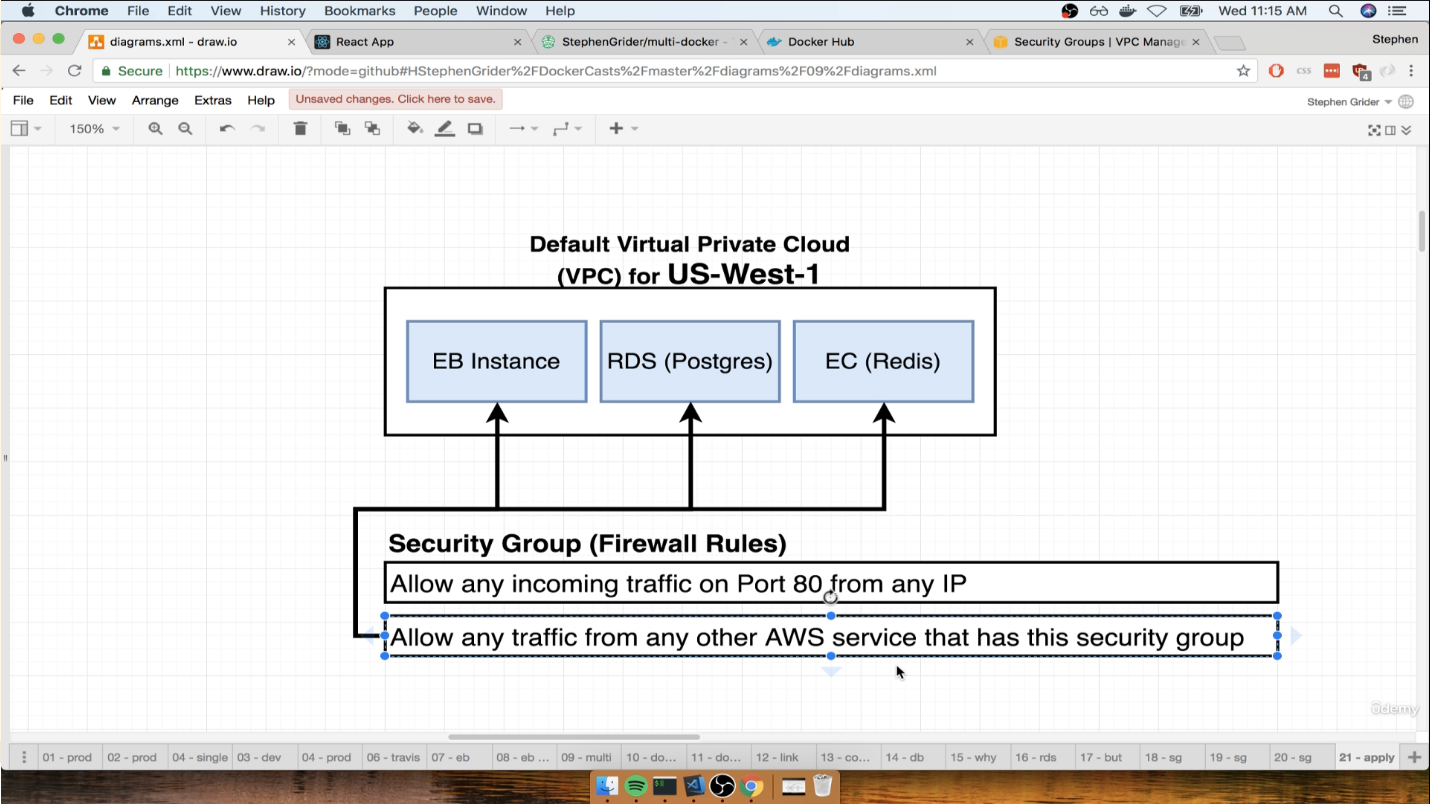 Chrome File Edit View History Bookmarks People Window Help Wed 11:15 AM
diagrams.xml - draw.io React App StephenGrider/multi-docker - Docker Hub Security Groups | VPC Manage Stephen
Secure https://www.draw.io/?mode=github#HStephenGrider%2FDockerCasts%2Fmaster%2Fdiagrams%2F09%2Fdiagrams.xml CSS 4
File Edit View Arrange Extras Help Unsaved changes. Click here to save. Stephen Grider
150%
Default Virtual Private Cloud
(VPC) for US-West-1
EB Instance RDS (Postgres) EC (Redis)
Security Group (Firewall Rules)
Allow any incoming traffic on Port 80 from any IP
Allow any traffic from any other AWS service that has this security group
ûdemy
01 - prod 02 - prod 04 - single 03 - dev 04 - prod 06 - travis 07 - eb 08 - eb ... 09 - multi 10 - do... 11 - do... 12 - link 13 - co... 14 - db 15 - why 16 - rds 17 - but 18 - sg 19 - sg 20 - sg 21 - apply